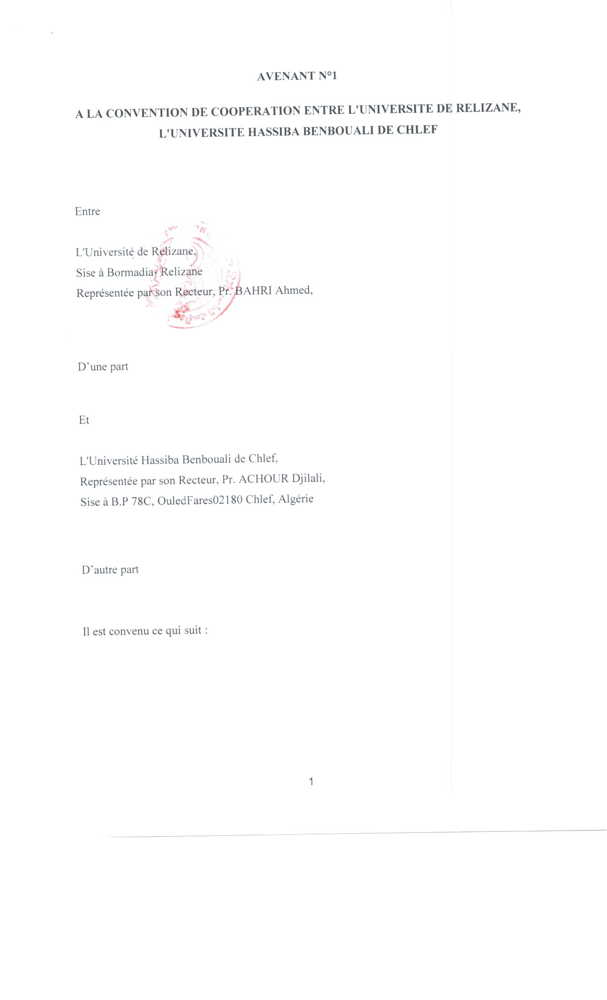 AVENANT N°1
A LA CONVENTION DE COOPERATION ENTRE L'UNIVERSITE DE RELIZANE,
L'UNIVERSITE HASSIBA BENBOUALI DE CHLEF
Entre
L'Université de Relizane,
Sise à Bormadia- Relizane
Représentée par son Recteur, Pr. BAHRI Ahmed,
D’une part
Et
L'Université Hassiba Benbouali de Chlef,
Représentée par son Recteur, Pr. ACHOUR Djilali,
Sise à B.P 78C, OuledFares02180 Chlef, Algérie
D’autre part
Il est convenu ce qui suit :
1